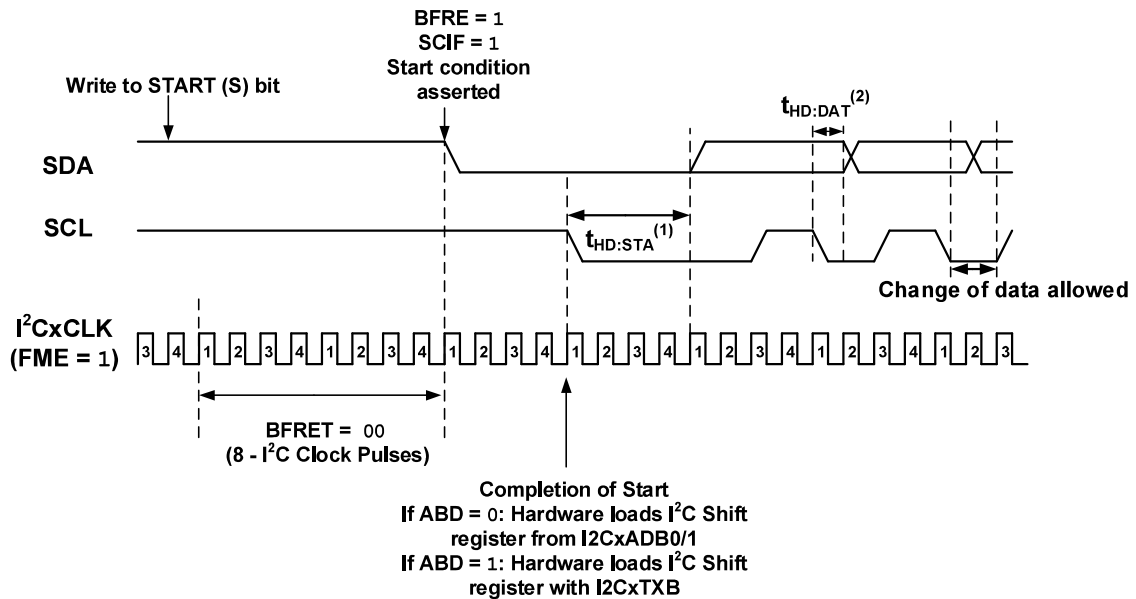 BFRE = 1
SCIF = 1
Start condition
asserted
Write to START (S) bit
tHD:DAT(2)
SDA
SCL
tHD:STA(1)
Change of data allowed
I2CxCLK
(FME = 1)
3 4 1 2 3 4 1 2 3 4 1 2 3 4 1 2 3 4 1 2 3 4 1 2 3 4 1 2 3
BFRET = 00
(8 - I2C Clock Pulses)
Completion of Start
If ABD = 0: Hardware loads I2C Shift
register from I2CxADB0/1
If ABD = 1: Hardware loads I2C Shift
register with I2CxTXB